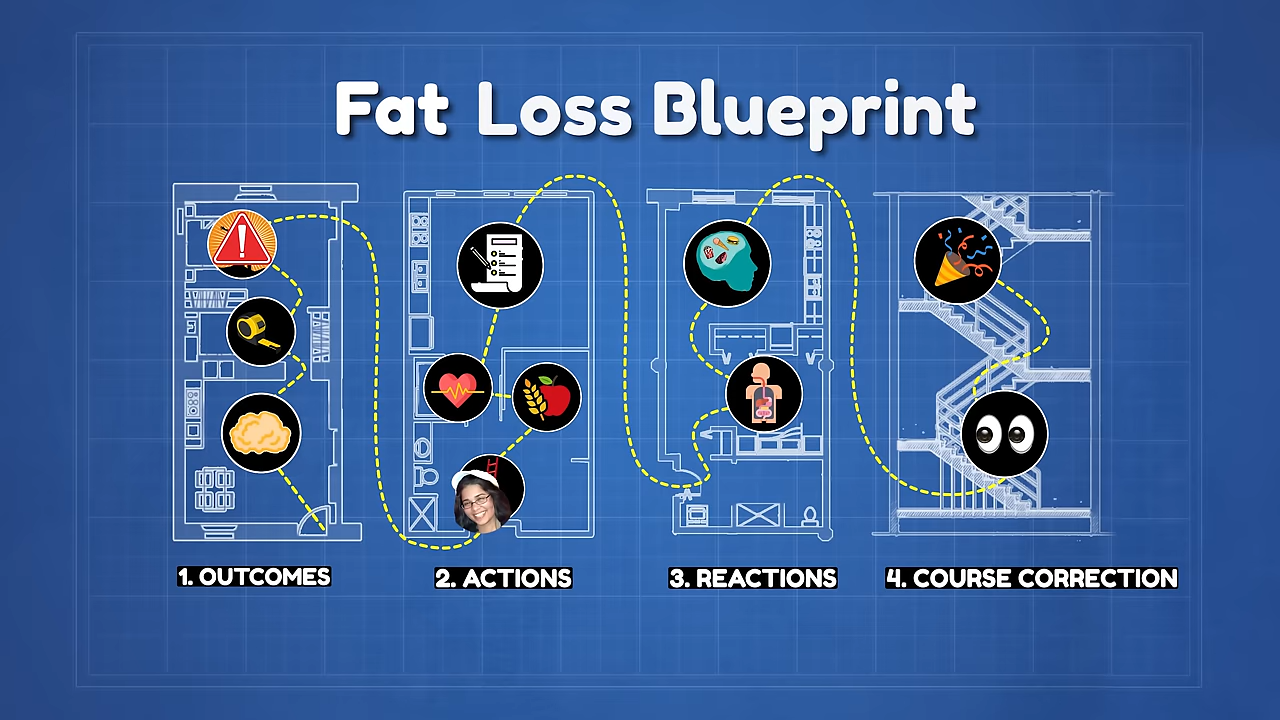 Fat Loss Blueprint
1. OUTCOMES
2. ACTIONS
3. REACTIONS
4. COURSE CORRECTION